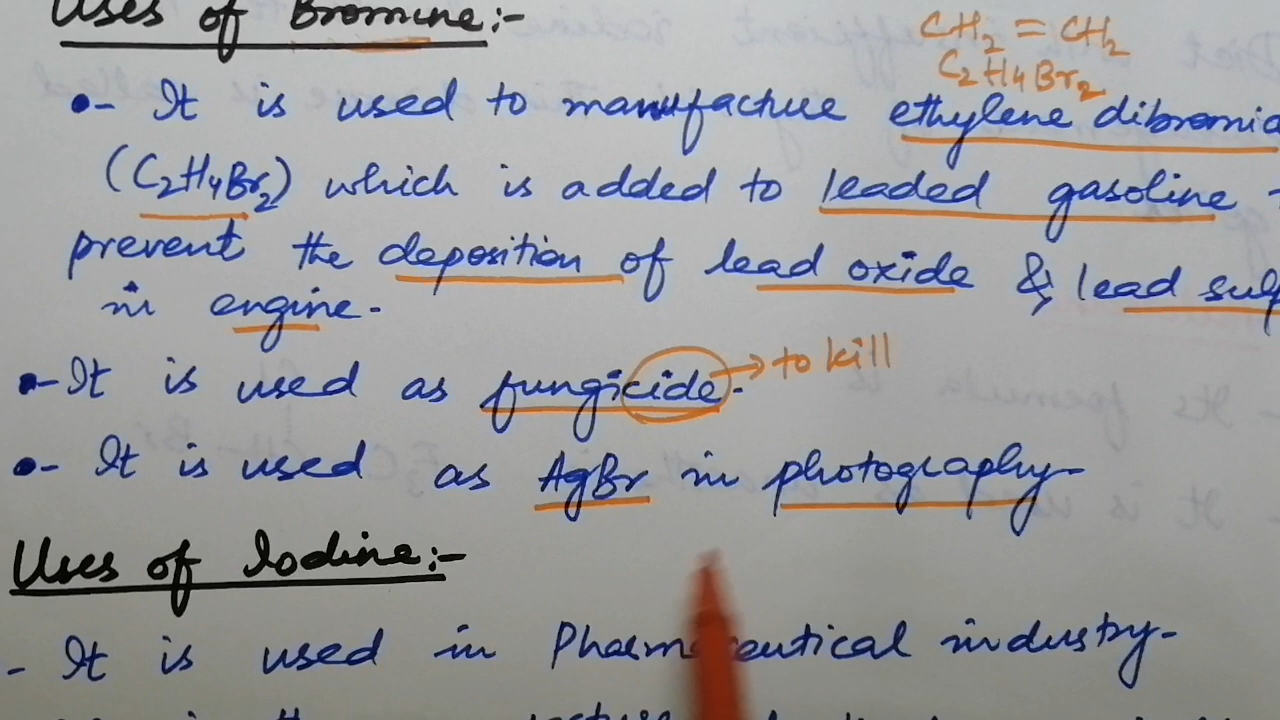 Uses of Bromine:-
CH2 = CH2
C2H4Br2
•- It is used to manufacture ethylene dibromi
(C2H4Br2) which is added to leaded gasoline
prevent the deposition of lead oxide & lead sul
in engine.
•- It is used as fungicide. → to kill
•- It is used as AgBr in photography-
Uses of Iodine:-
- It is used in Pharmaceutical industry-